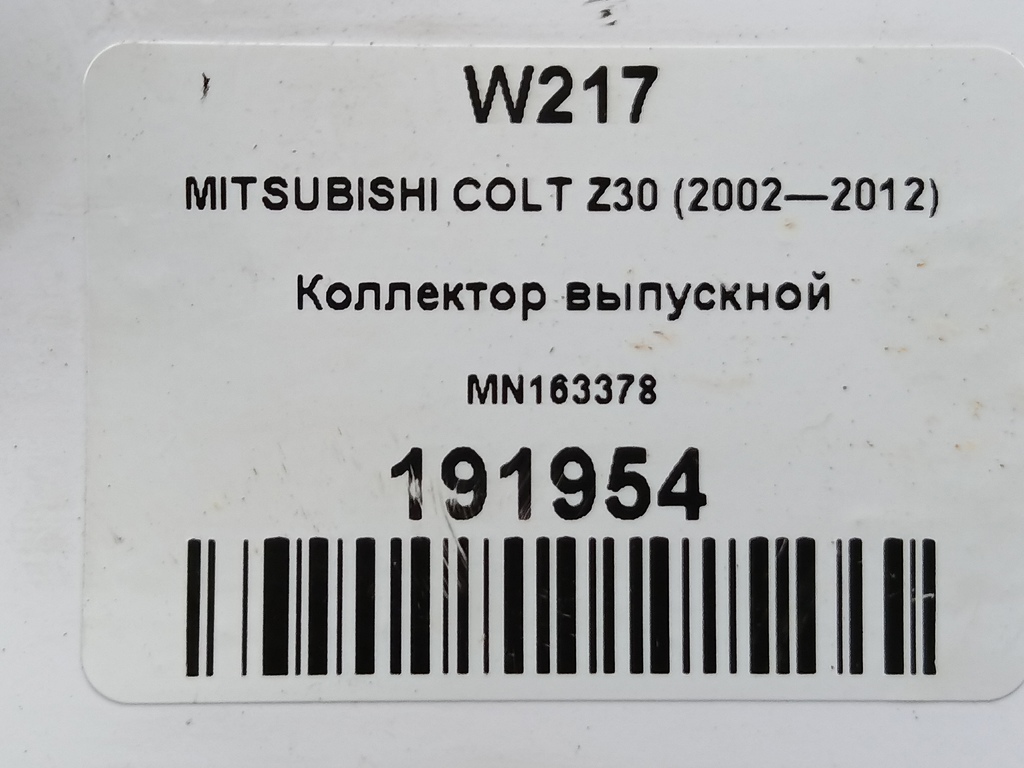 W217
MITSUBISHI COLT Z30 (2002—2012)
Коллектор выпускной
MN163378
191954